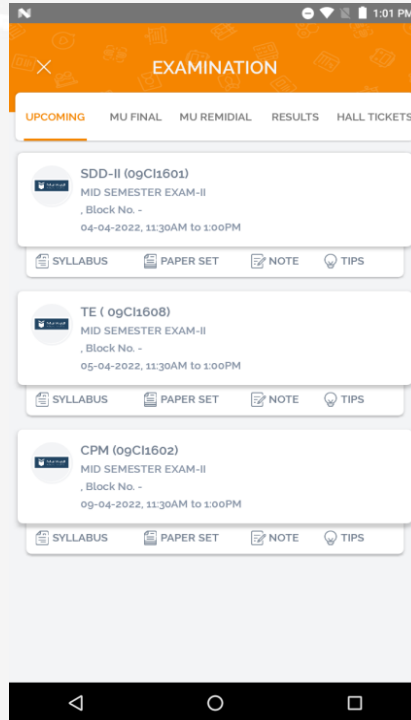 1:01 PM
EXAMINATION
UPCOMING MU FINAL MU REMIDIAL RESULTS HALL TICKETS
SDD-II (09CI1601)
MID SEMESTER EXAM-II
, Block No. -
04-04-2022, 11:30AM to 1:00PM
SYLLABUS PAPER SET NOTE TIPS
TE ( 09CI1608)
MID SEMESTER EXAM-II
, Block No. -
05-04-2022, 11:30AM to 1:00PM
SYLLABUS PAPER SET NOTE TIPS
CPM (09CI1602)
MID SEMESTER EXAM-II
, Block No. -
09-04-2022, 11:30AM to 1:00PM
SYLLABUS PAPER SET NOTE TIPS